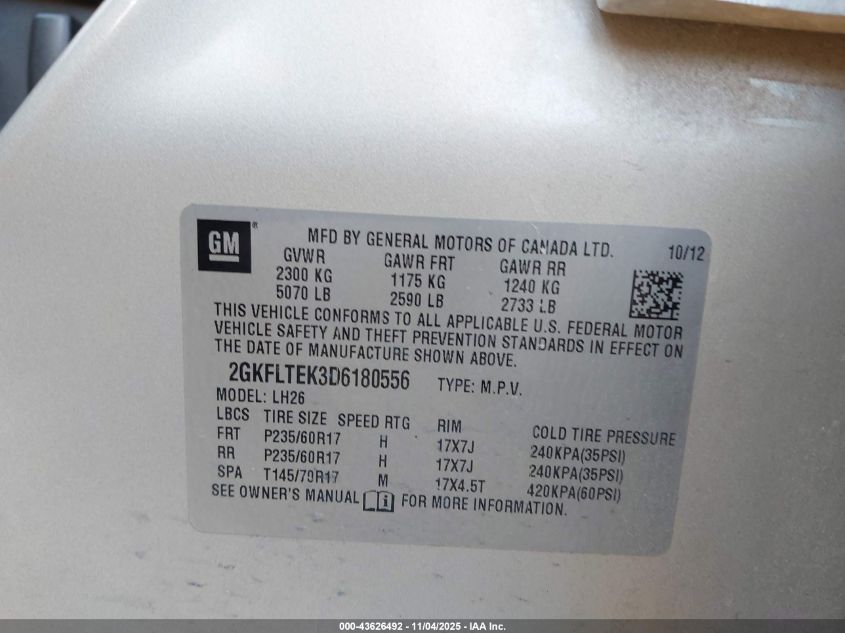 GM ®
MFD BY GENERAL MOTORS OF CANADA LTD. 10/12
GVWR GAWR FRT GAWR RR
2300 KG 1175 KG 1240 KG
5070 LB 2590 LB 2733 LB
THIS VEHICLE CONFORMS TO ALL APPLICABLE U.S. FEDERAL MOTOR
VEHICLE SAFETY AND THEFT PREVENTION STANDARDS IN EFFECT ON
THE DATE OF MANUFACTURE SHOWN ABOVE.
2GKFLTEK3D6180556 TYPE: M.P.V.
MODEL: LH26
LBCS TIRE SIZE SPEED RTG RIM COLD TIRE PRESSURE
FRT P235/60R17 H 17X7J 240KPA(35PSI)
RR P235/60R17 H 17X7J 240KPA(35PSI)
SPA T145/70R17 M 17X4.5T 420KPA(60PSI)
SEE OWNER'S MANUAL i FOR MORE INFORMATION.
000-43626492 - 11/04/2025 - IAA Inc.